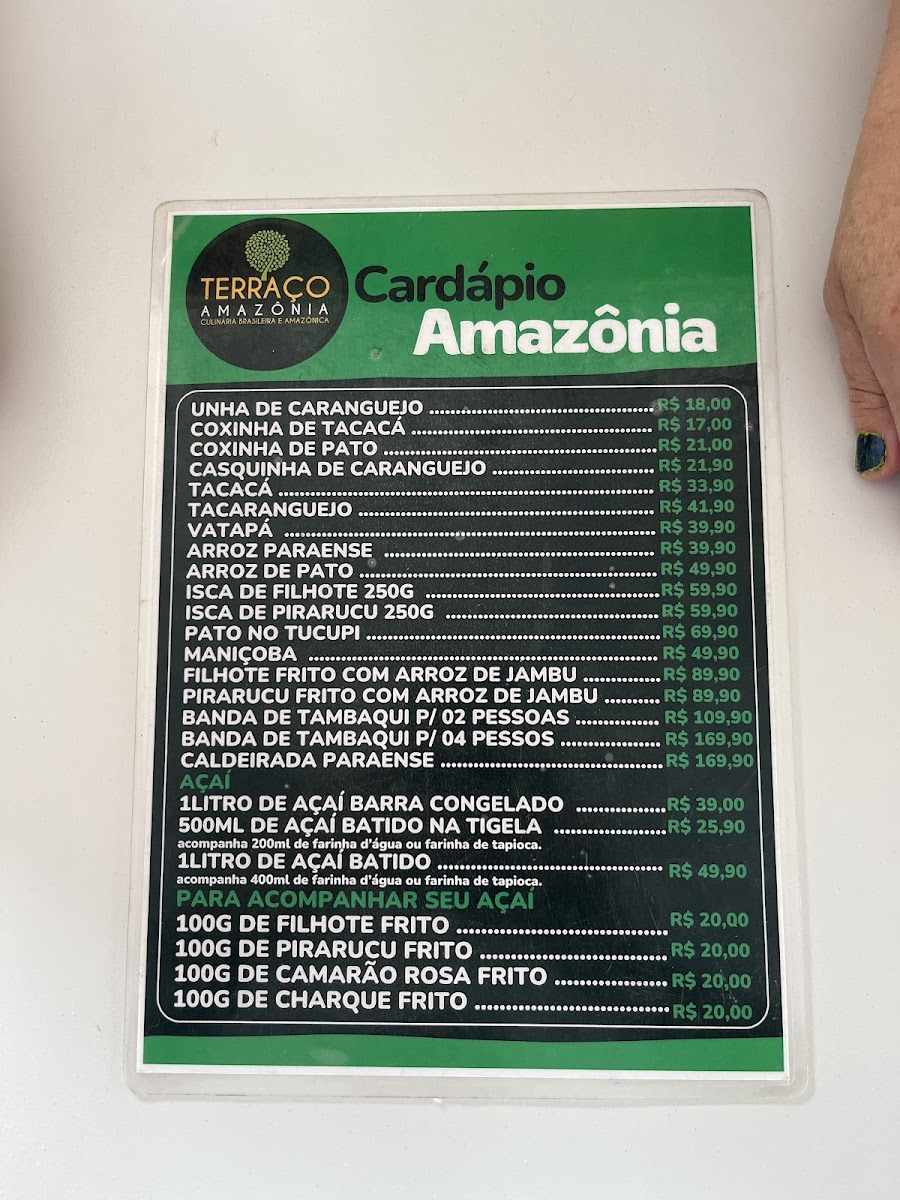 TERRAÇO
AMAZÔNIA
CULINÁRIA BRASILEIRA E AMAZÔNICA
Cardápio
Amazônia
UNHA DE CARANGUEJO ........................ R$ 18,00
COXINHA DE TACACÁ ........................ R$ 17,00
COXINHA DE PATO ........................ R$ 21,00
CASQUINHA DE CARANGUEJO ........................ R$ 21,90
TACACÁ ........................ R$ 33,90
TACARANGUEJO ........................ R$ 41,90
VATAPÁ ........................ R$ 39,90
ARROZ PARAENSE ........................ R$ 39,90
ARROZ DE PATO ........................ R$ 49,90
ISCA DE FILHOTE 250G ........................ R$ 59,90
ISCA DE PIRARUCU 250G ........................ R$ 59,90
PATO NO TUCUPI ........................ R$ 69,90
MANIÇOBA ........................ R$ 49,90
FILHOTE FRITO COM ARROZ DE JAMBU ............ R$ 89,90
PIRARUCU FRITO COM ARROZ DE JAMBU ......... R$ 89,90
BANDA DE TAMBAQUI P/ 02 PESSOAS ............ R$ 109,90
BANDA DE TAMBAQUI P/ 04 PESSOS ............... R$ 169,90
CALDEIRADA PARAENSE ........................ R$ 169,90
AÇAÍ
1LITRO DE AÇAÍ BARRA CONGELADO ............... R$ 39,00
500ML DE AÇAÍ BATIDO NA TIGELA .................. R$ 25,90
acompanha 200ml de farinha d'água ou farinha de tapioca.
1LITRO DE AÇAÍ BATIDO ........................ R$ 49,90
acompanha 400ml de farinha d'água ou farinha de tapioca.
PARA ACOMPANHAR SEU AÇAÍ
100G DE FILHOTE FRITO ........................ R$ 20,00
100G DE PIRARUCU FRITO ........................ R$ 20,00
100G DE CAMARÃO ROSA FRITO .................. R$ 20,00
100G DE CHARQUE FRITO ........................ R$ 20,00